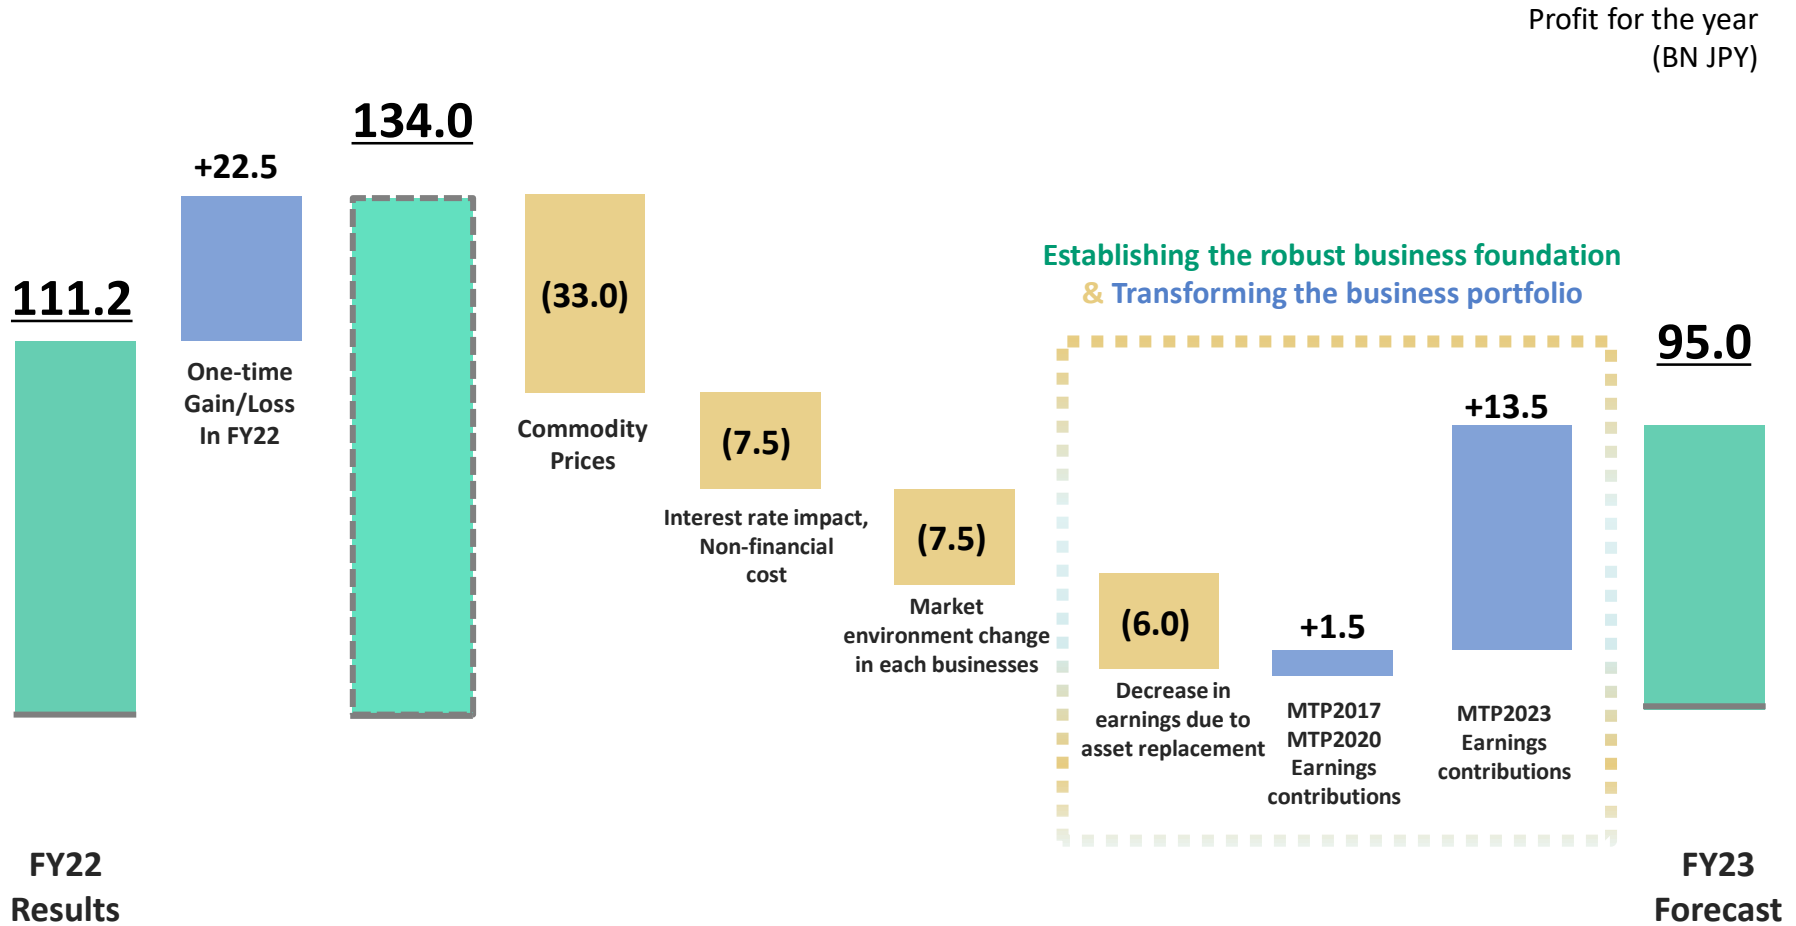 Profit for the year
(BN JPY)
111.2
+22.5
One-time
Gain/Loss
In FY22
134.0
(33.0)
Commodity
Prices
(7.5)
Interest rate impact,
Non-financial
cost
(7.5)
Market
environment change
in each businesses
Establishing the robust business foundation
& Transforming the business portfolio
(6.0)
Decrease in
earnings due to
asset replacement
+1.5
MTP2017
MTP2020
Earnings
contributions
+13.5
MTP2023
Earnings
contributions
95.0
FY22
Results
FY23
Forecast